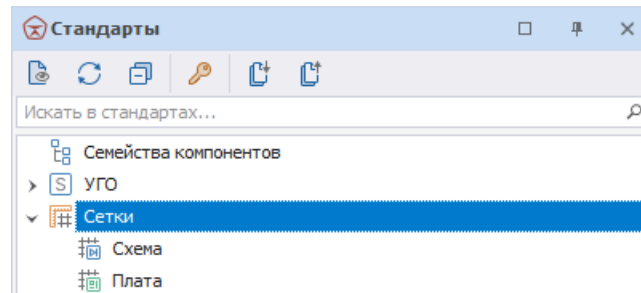 Стандарты
Искать в стандартах...
Семейства компонентов
S УГО
Сетки
Схема
Плата